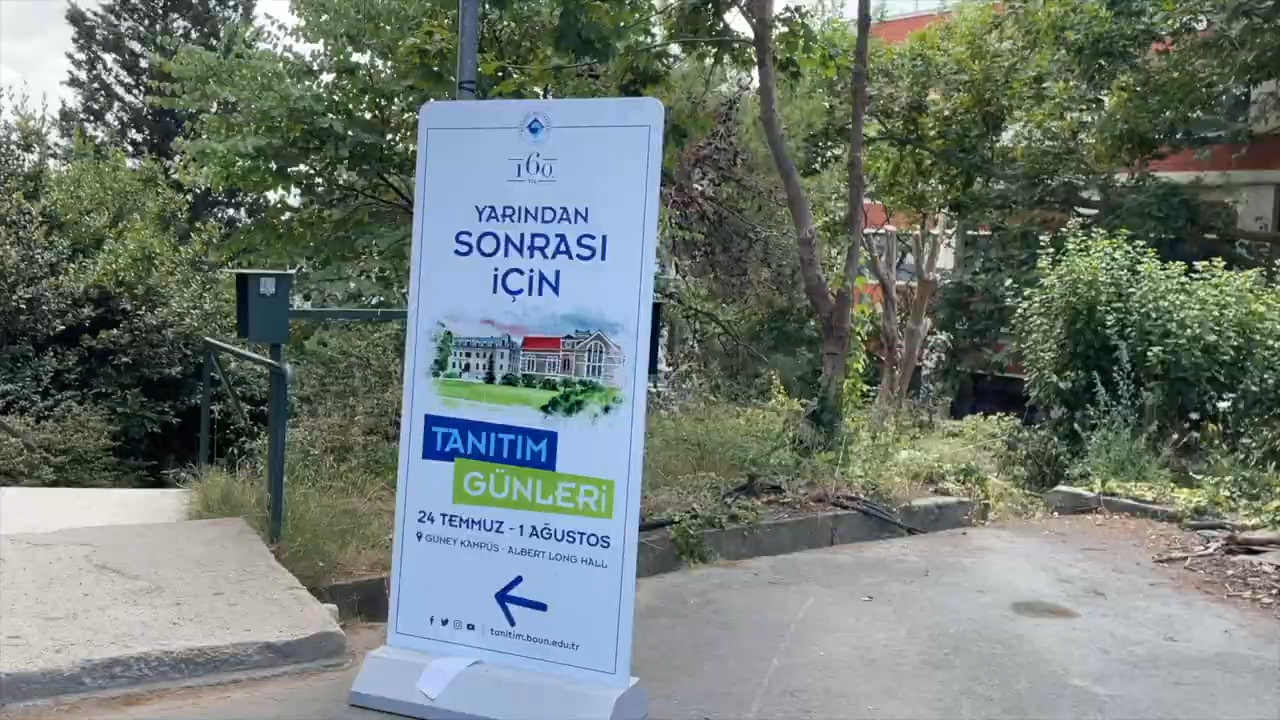 160
YIL
YARINDAN
SONRASI
İÇİN
TANITIM
GÜNLERİ
24 TEMMUZ - 1 AĞUSTOS
GÜNEY KAMPÜS - ALBERT LONG HALL
tanitim.boun.edu.tr